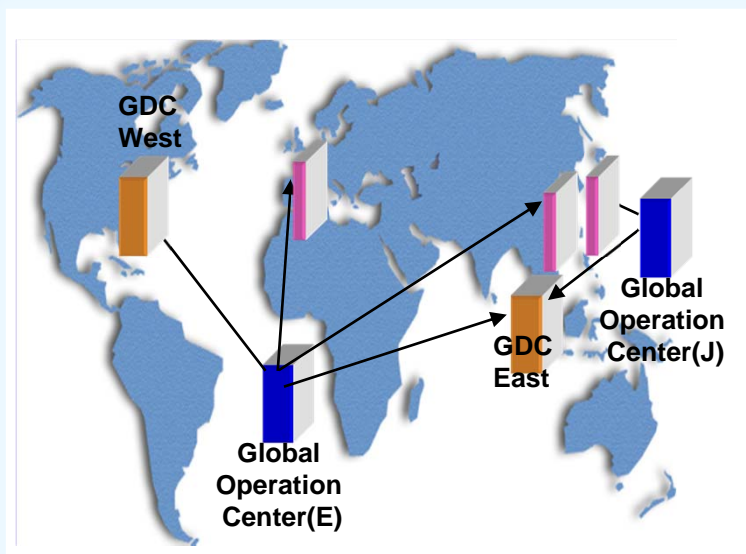 GDC
West
Global
Operation
Center(J)
GDC
East
Global
Operation
Center(E)